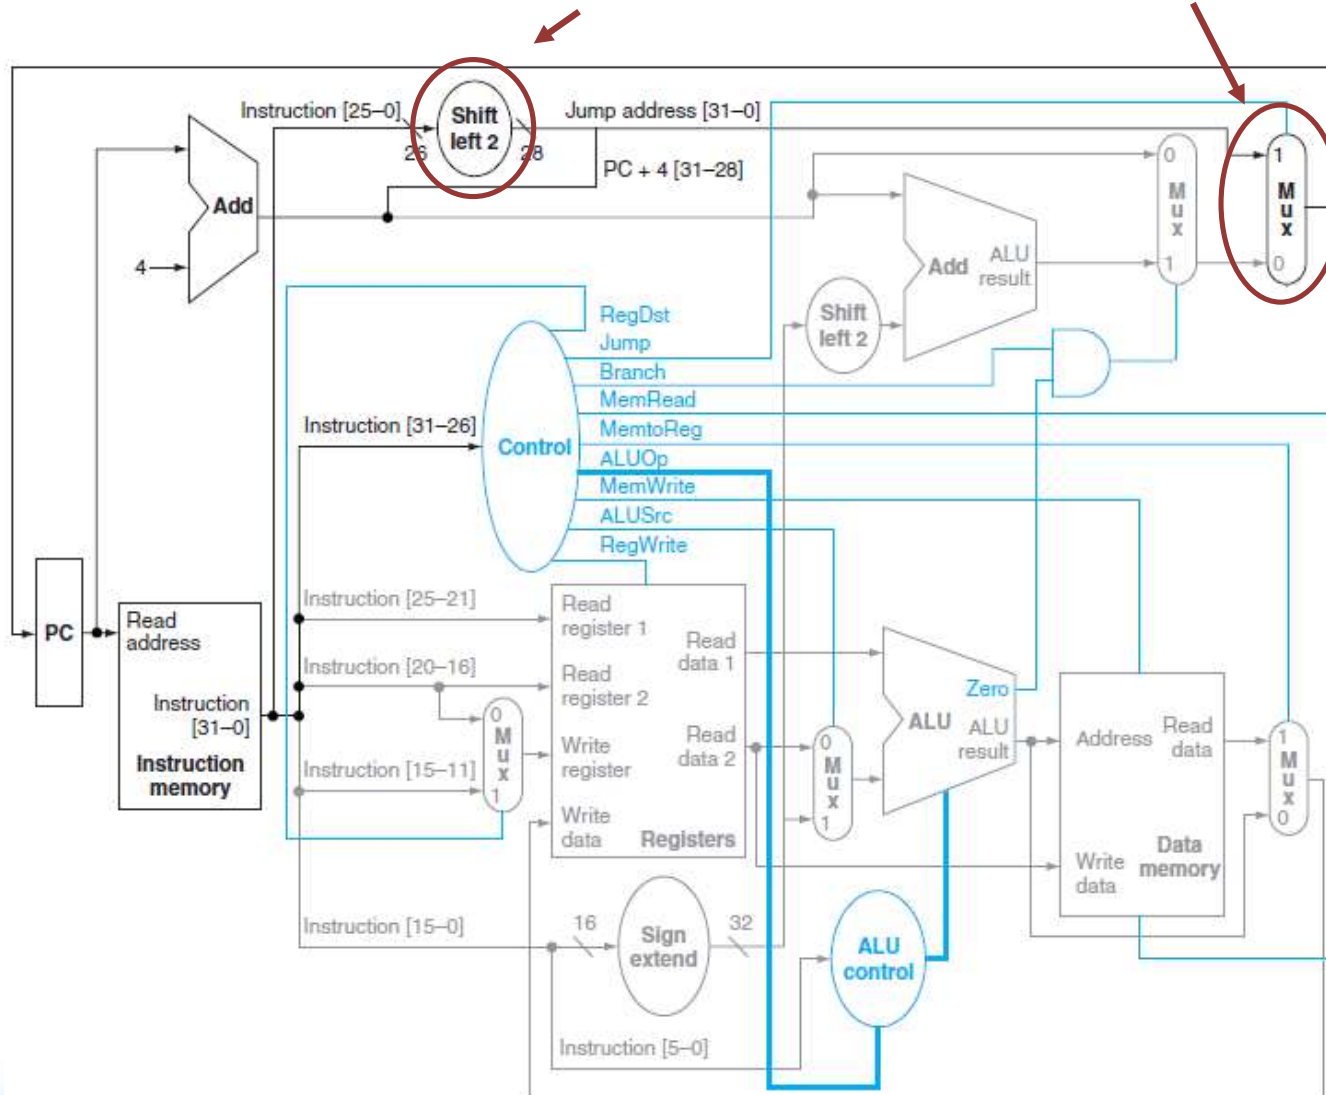 Instruction [25–0]
Shift
left 2
Jump address [31–0]
26
28
PC + 4 [31–28]
Add
4
0
M
u
x
1
1
M
u
x
0
Add
ALU
result
Shift
left 2
RegDst
Jump
Branch
MemRead
MemtoReg
ALUOp
MemWrite
ALUSrc
RegWrite
Instruction [31–26]
Control
PC
Read
address
Instruction
[31–0]
Instruction
memory
Instruction [25–21]
Instruction [20–16]
Instruction [15–11]
0
M
u
x
1
Read
register 1
Read
register 2
Write
register
Write
data
Read
data 1
Read
data 2
Registers
0
M
u
x
1
Zero
ALU
ALU
result
Address
Read
data
Write
data
Data
memory
1
M
u
x
0
Instruction [15–0]
16
Sign
extend
32
ALU
control
Instruction [5–0]